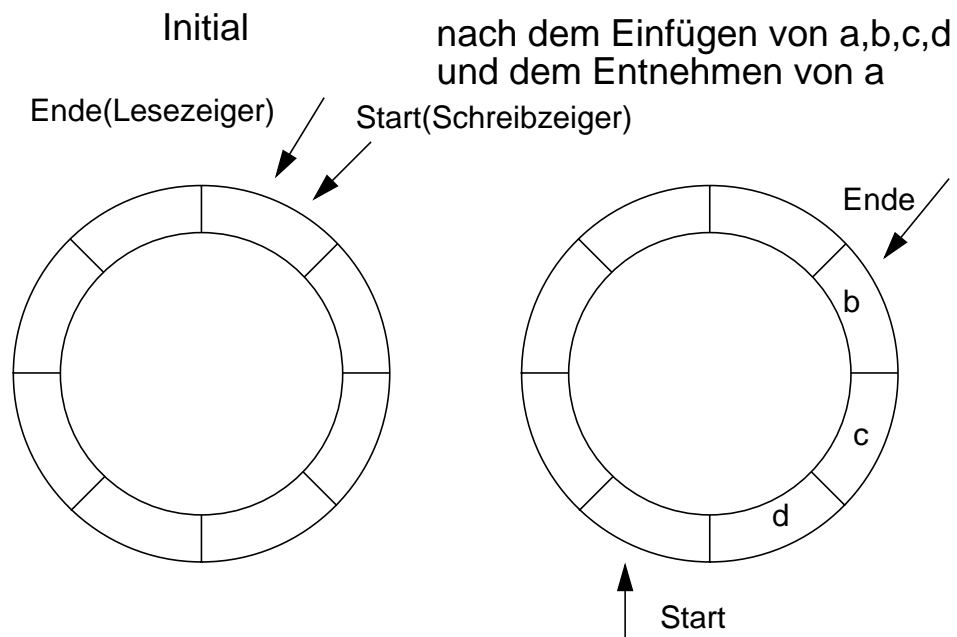 Initial
nach dem Einfügen von a,b,c,d
und dem Entnehmen von a
Ende(Lesezeiger)
Start(Schreibzeiger)
Ende
b
c
d
Start